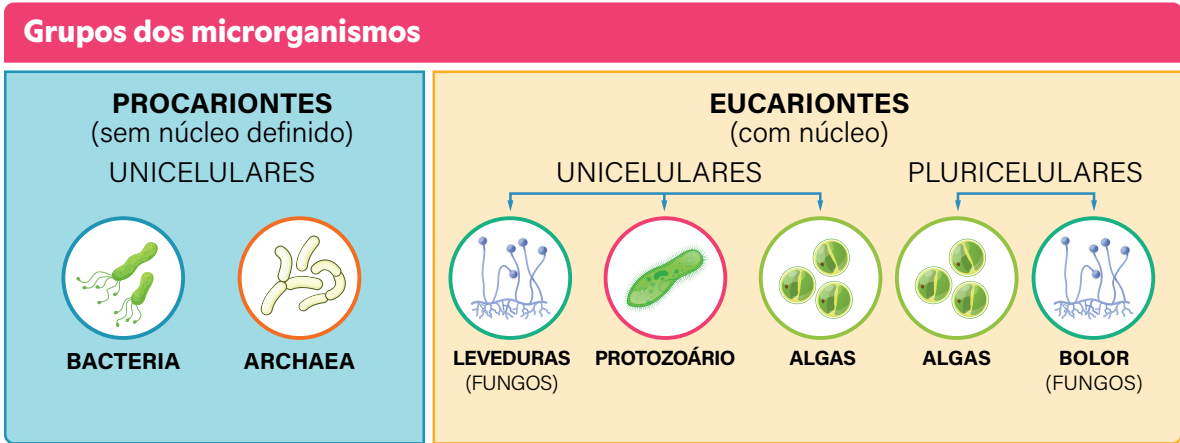 Grupos dos microrganismos
PROCARIONTES
(sem núcleo definido)
UNICELULARES
BACTERIA
ARCHAEA
EUCARIONTES
(com núcleo)
UNICELULARES
PLURICELULARES
LEVEDURAS
(FUNGOS)
PROTOZOÁRIO
ALGAS
ALGAS
BOLOR
(FUNGOS)